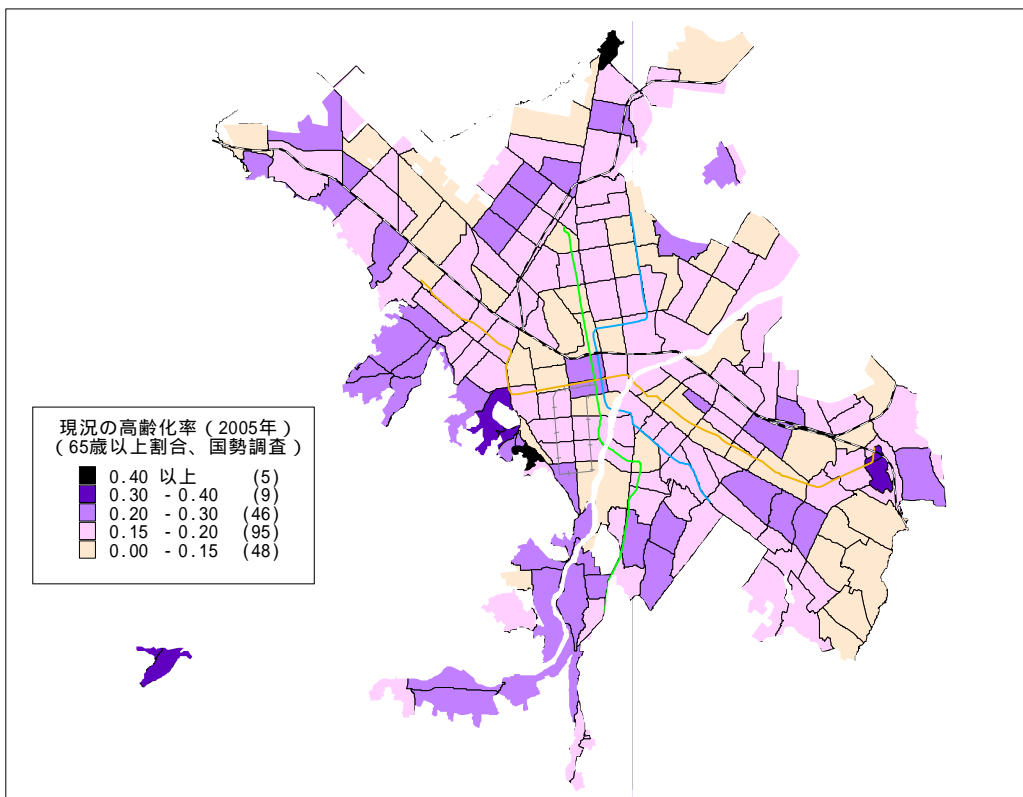 現況の高齢化率（2005年）
（65歳以上割合、国勢調査）
0.40 以上 (5)
0.30 - 0.40 (9)
0.20 - 0.30 (46)
0.15 - 0.20 (95)
0.00 - 0.15 (48)